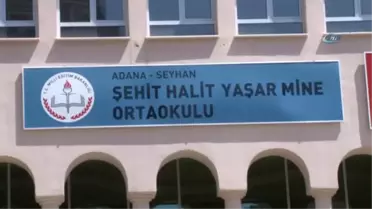 ADANA - SEYHAN
ŞEHİT HALİT YAŞAR MİNE
ORTAOKULU